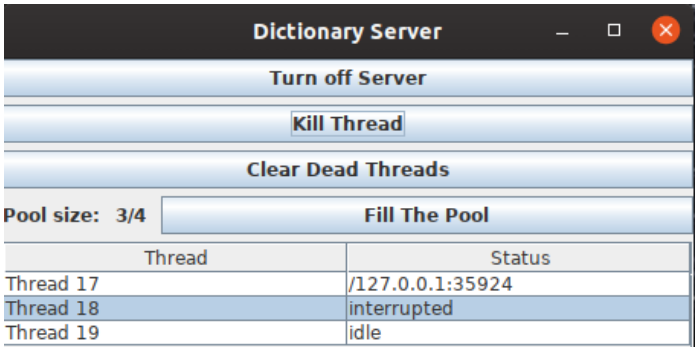 Dictionary Server
Turn off Server
Kill Thread
Clear Dead Threads
Pool size: 3/4 Fill The Pool
Thread Status
Thread 17 /127.0.0.1:35924
Thread 18 interrupted
Thread 19 idle